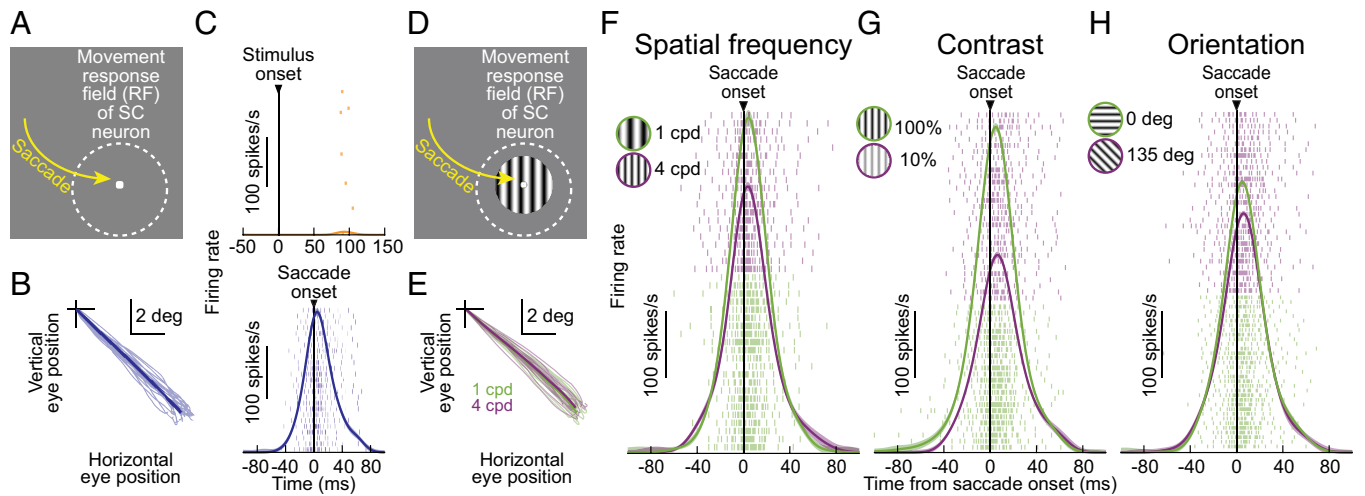 A
Movement
response
field (RF)
of SC
neuron
Saccade
B
Vertical
eye position
2 deg
Horizontal
eye position
C
Stimulus
onset
100 spikes/s
-50 0 50 100 150
Firing rate
Saccade
onset
100 spikes/s
-80 -40 0 40 80
Time (ms)
D
Movement
response
field (RF)
of SC
neuron
Saccade
E
Vertical
eye position
2 deg
1 cpd
4 cpd
Horizontal
eye position
F
Spatial frequency
Saccade
onset
1 cpd
4 cpd
Firing rate
100 spikes/s
-80 -40 0 40 80
G
Contrast
Saccade
onset
100%
10%
100 spikes/s
-80 -40 0 40 80
Time from saccade onset (ms)
H
Orientation
Saccade
onset
0 deg
135 deg
100 spikes/s
-80 -40 0 40 80